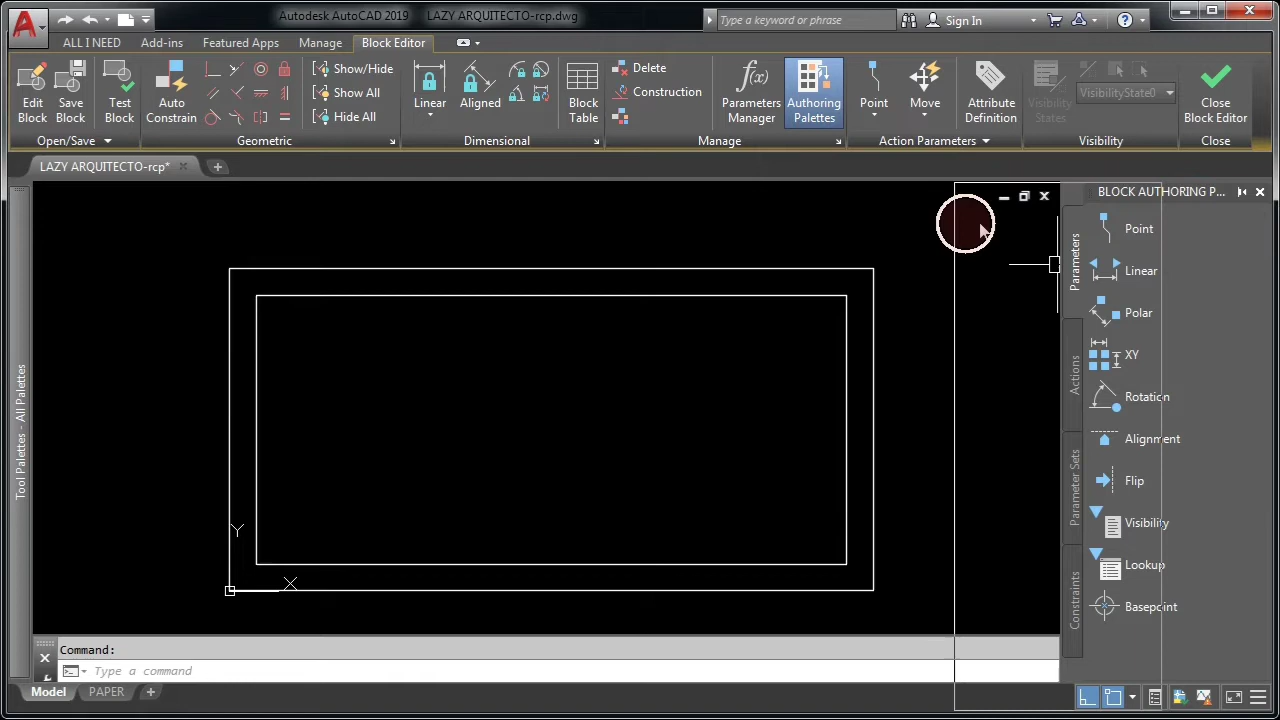 Autodesk AutoCAD 2019 LAZY ARQUITECTO-rcp.dwg
Type a keyword or phrase
Sign In
ALL I NEED Add-ins Featured Apps Manage Block Editor
Edit Block
Save Block
Test Block
Open/Save
Auto Constrain
Show/Hide
Show All
Hide All
Geometric
Linear
Aligned
Dimensional
Block Table
Delete
Construction
Parameters Manager
Authoring Palettes
Manage
Point
Move
Action Parameters
Attribute Definition
Visibility States
VisibilityState0
Visibility
Close Block Editor
Close
LAZY ARQUITECTO-rcp*
Tool Palettes - All Palettes
Y
X
BLOCK AUTHORING P...
Parameters
Actions
Parameter Sets
Constraints
Point
Linear
Polar
XY
Rotation
Alignment
Flip
Visibility
Lookup
Basepoint
Command:
Type a command
Model PAPER